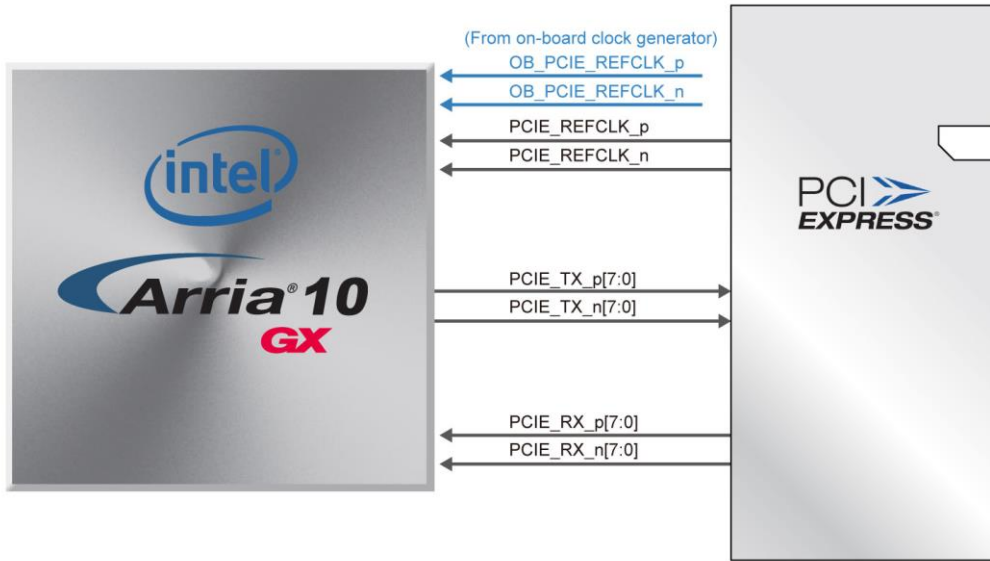 (From on-board clock generator)
OB_PCIE_REFCLK_p
OB_PCIE_REFCLK_n
PCIE_REFCLK_p
PCIE_REFCLK_n
intel®
Arria® 10
GX
PCI
EXPRESS®
PCIE_TX_p[7:0]
PCIE_TX_n[7:0]
PCIE_RX_p[7:0]
PCIE_RX_n[7:0]